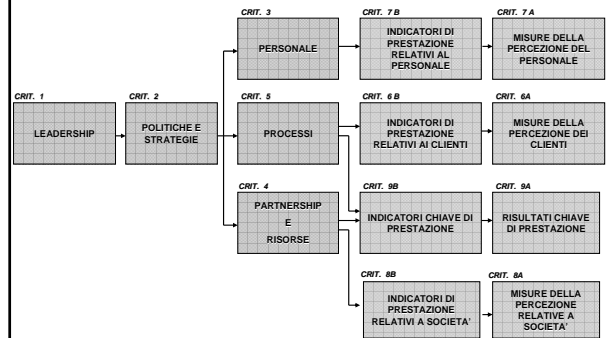 CRIT. 3
PERSONALE
CRIT. 7 B
INDICATORI DI
PRESTAZIONE
RELATIVI AL
PERSONALE
CRIT. 7 A
MISURE DELLA
PERCEZIONE DEL
PERSONALE
CRIT. 1
LEADERSHIP
CRIT. 2
POLITICHE E
STRATEGIE
CRIT. 5
PROCESSI
CRIT. 6 B
INDICATORI DI
PRESTAZIONE
RELATIVI AI CLIENTI
CRIT. 6A
MISURE DELLA
PERCEZIONE DEI
CLIENTI
CRIT. 4
PARTNERSHIP
E
RISORSE
CRIT. 9B
INDICATORI CHIAVE DI
PRESTAZIONE
CRIT. 9A
RISULTATI CHIAVE
DI PRESTAZIONE
CRIT. 8B
INDICATORI DI
PRESTAZIONE
RELATIVI A SOCIETA'
CRIT. 8A
MISURE DELLA
PERCEZIONE
RELATIVE A
SOCIETA'